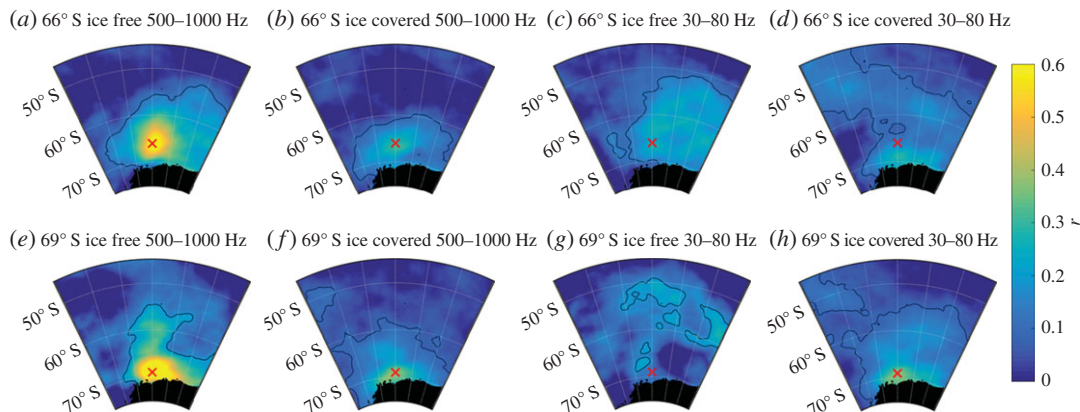 (a) 66° S ice free 500–1000 Hz
(b) 66° S ice covered 500–1000 Hz
(c) 66° S ice free 30–80 Hz
(d) 66° S ice covered 30–80 Hz
50° S
60° S
70° S
50° S
60° S
70° S
50° S
60° S
70° S
50° S
60° S
70° S
(e) 69° S ice free 500–1000 Hz
(f) 69° S ice covered 500–1000 Hz
(g) 69° S ice free 30–80 Hz
(h) 69° S ice covered 30–80 Hz
50° S
60° S
70° S
50° S
60° S
70° S
50° S
60° S
70° S
50° S
60° S
70° S
0.6
0.5
0.4
0.3
0.2
0.1
0
r